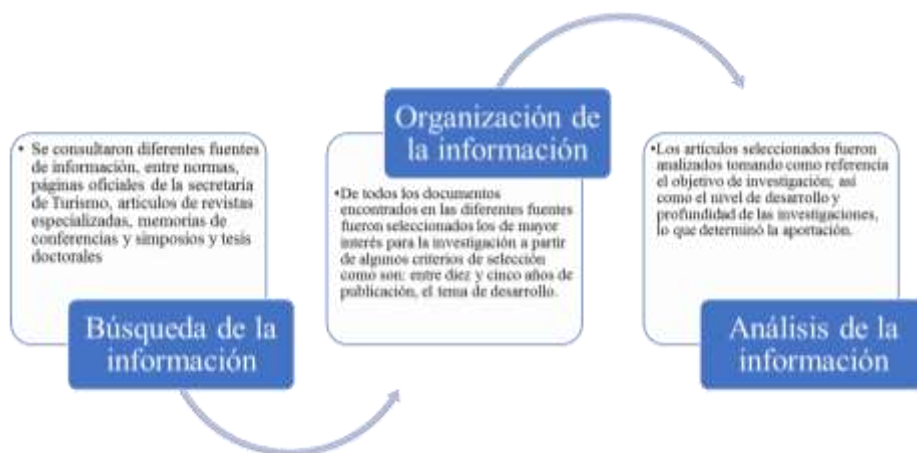 • Se consultaron diferentes fuentes
de información, entre normas,
páginas oficiales de la secretaría
de Turismo, artículos de revistas
especializadas, memorias de
conferencias y simposios y tesis
doctorales
Búsqueda de la
información
Organización de
la información
•De todos los documentos
encontrados en las diferentes fuentes
fueron seleccionados los de mayor
interés para la investigación a partir
de algunos criterios de selección
como son: entre diez y cinco años de
publicación, el tema de desarrollo.
•Los artículos seleccionados fueron
analizados tomando como referencia
el objetivo de investigación; así
como el nivel de desarrollo y
profundidad de las investigaciones,
lo que determinó la aportación.
Análisis de la
información